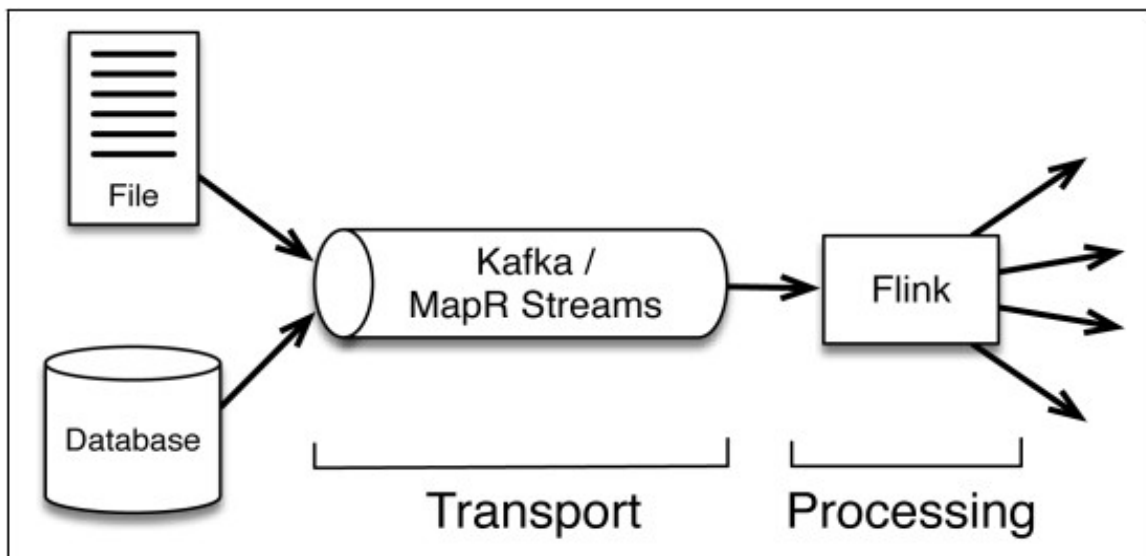 File
Database
Kafka /
MapR Streams
Flink
Transport
Processing